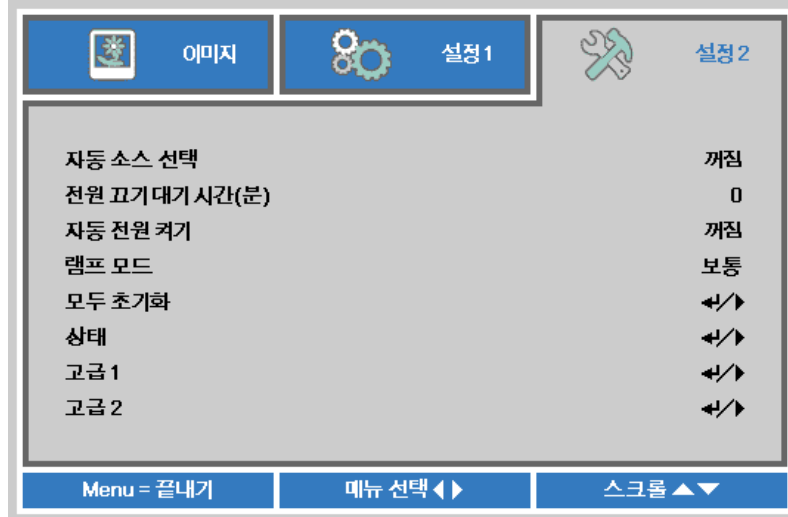 이미지 설정 1 설정 2
자동 소스 선택 꺼짐
전원 끄기 대기 시간(분) 0
자동 전원 켜기 꺼짐
램프 모드 보통
모두 초기화
상태
고급 1
고급 2
Menu = 끝내기 메뉴 선택 스크롤